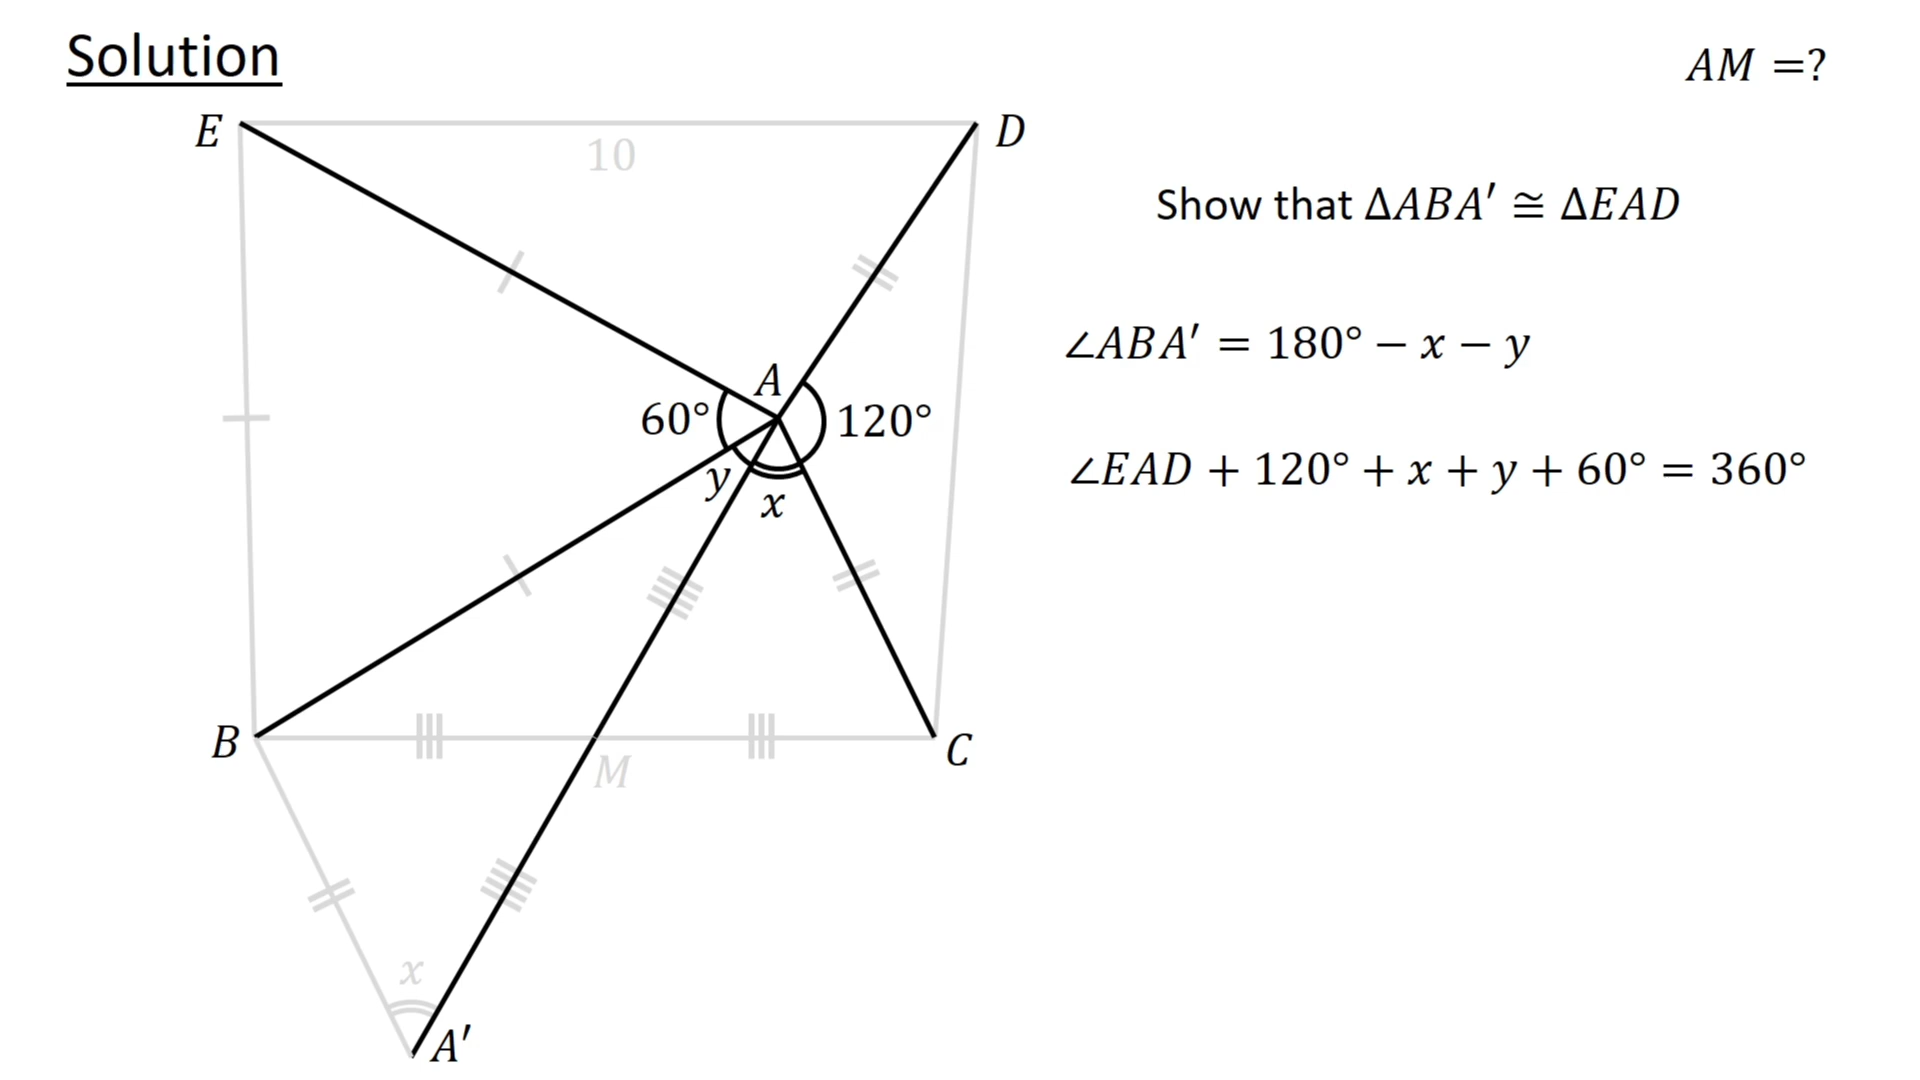 Solution
AM =?
E
D
10
Show that ΔABA′ ≅ ΔEAD
∠ABA′ = 180° − x − y
A
60°
120°
∠EAD + 120° + x + y + 60° = 360°
y
x
B
M
C
x
A′